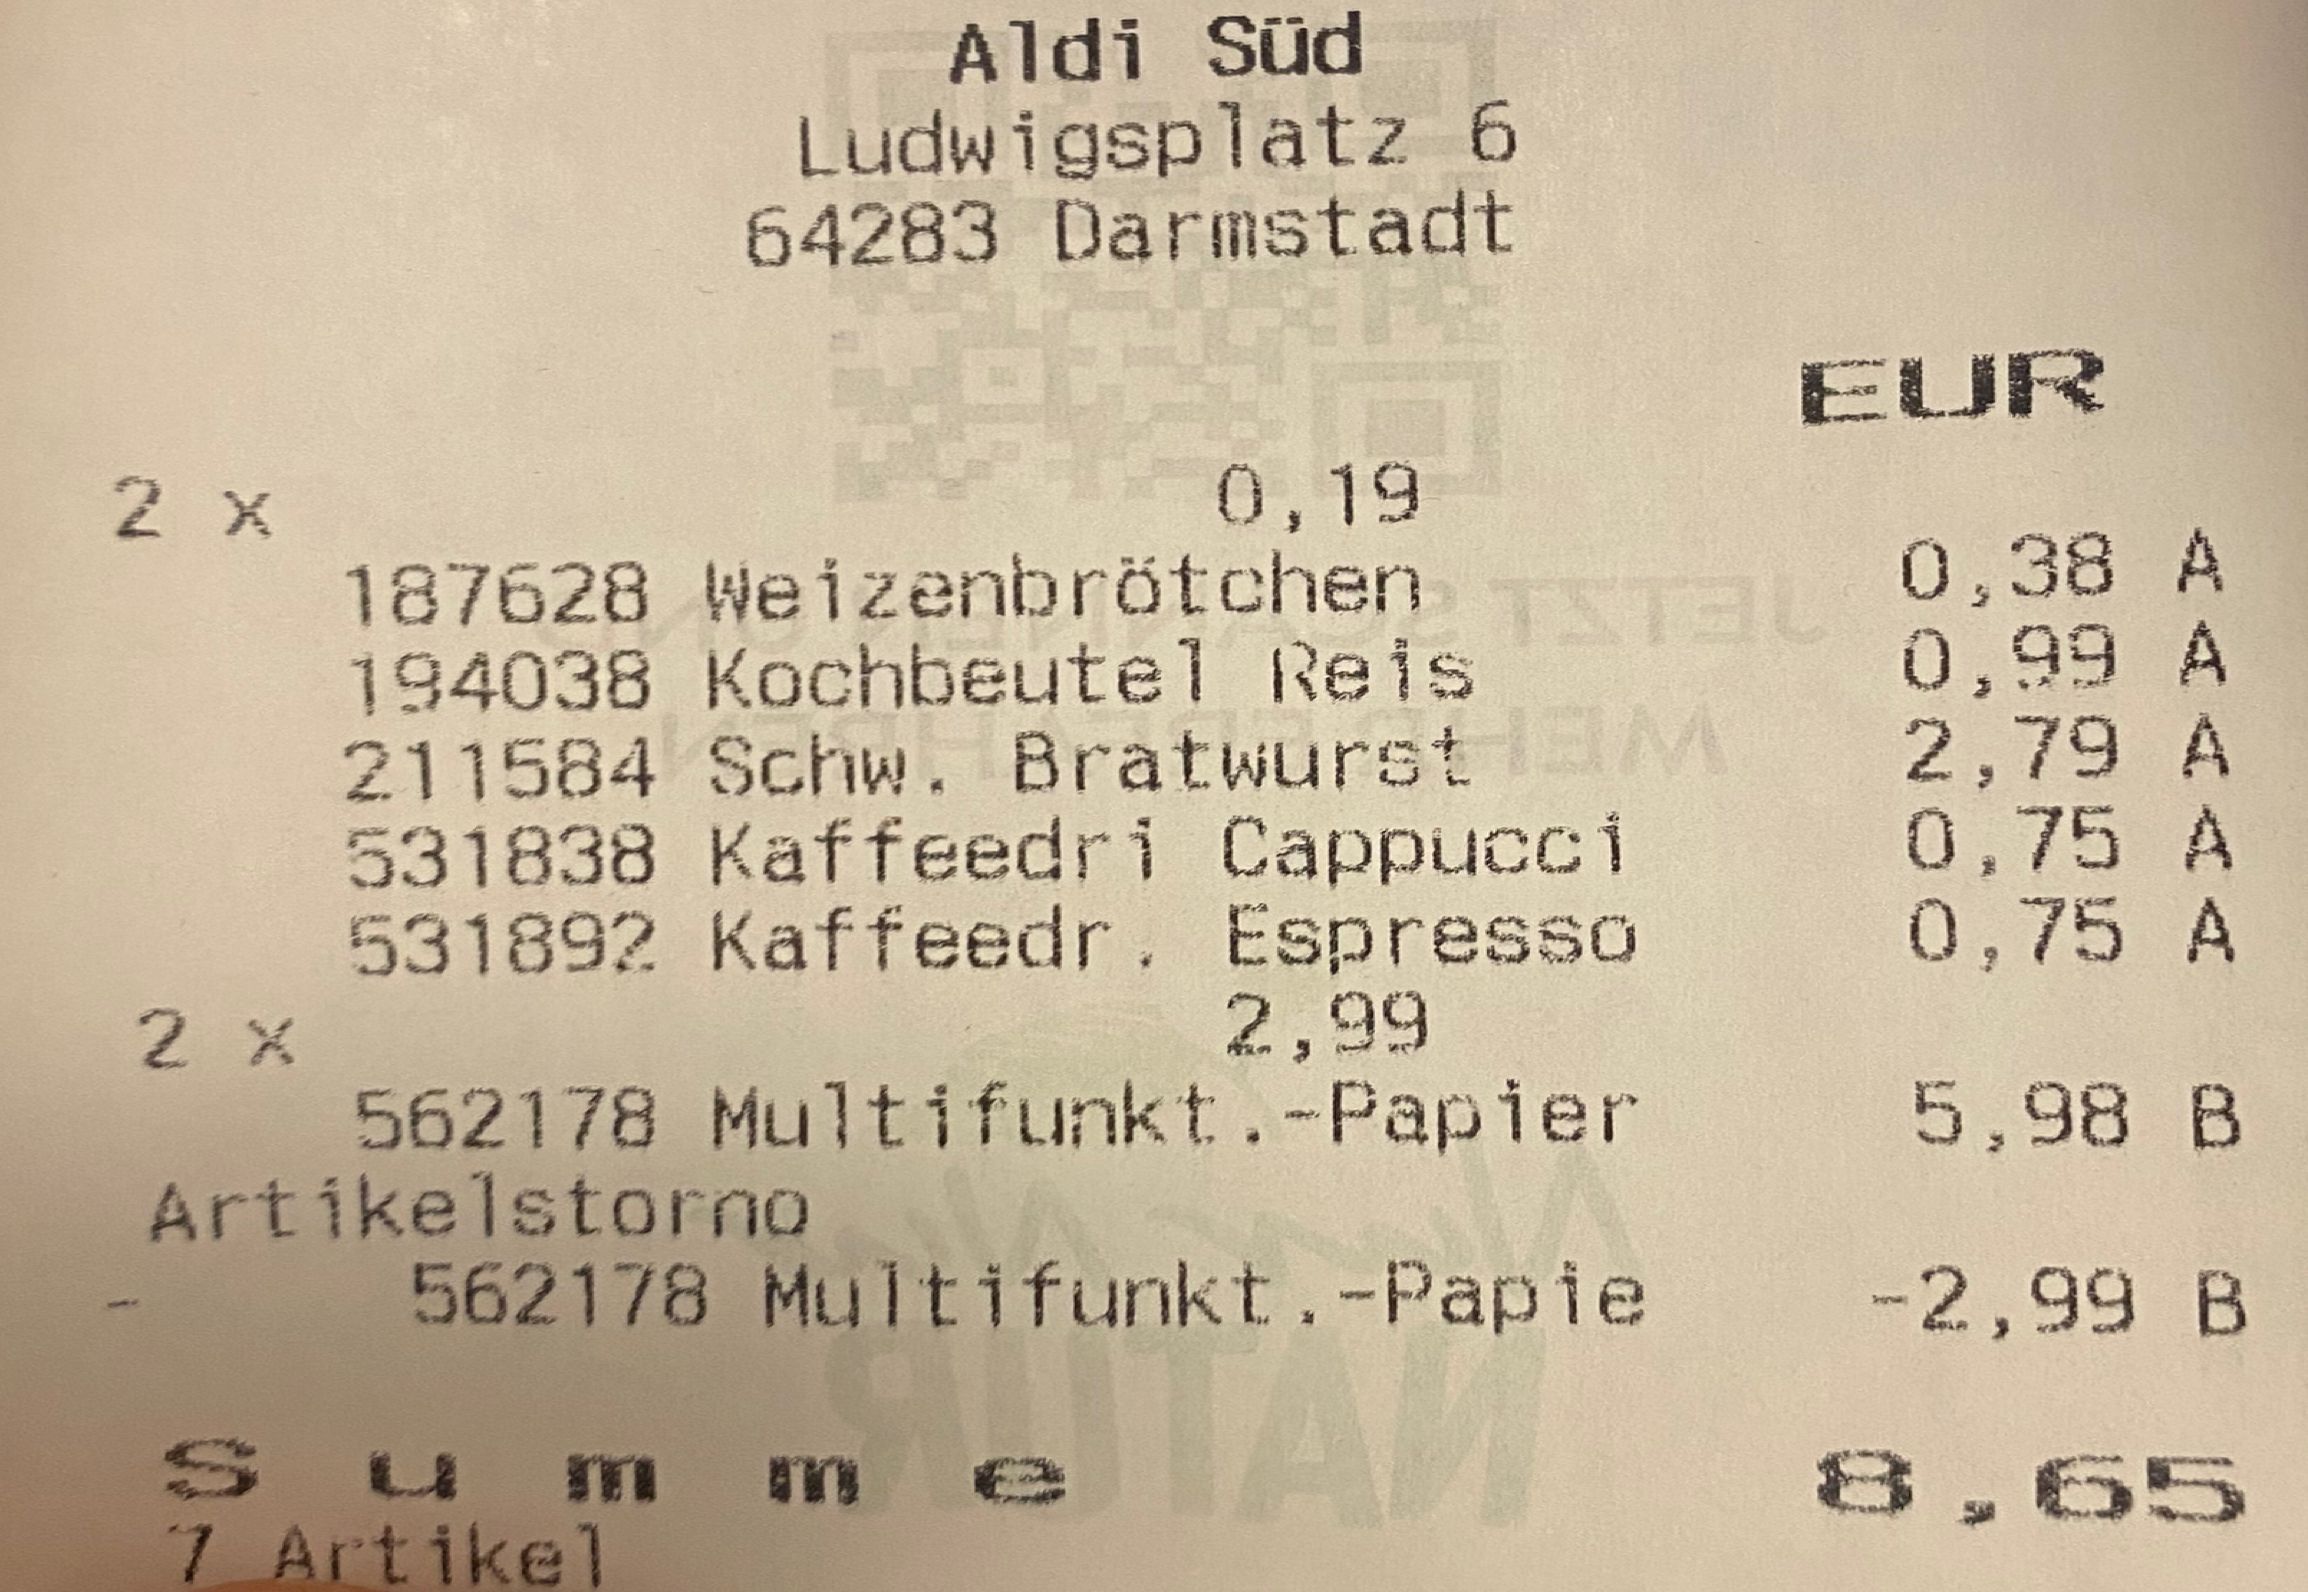 Aldi Süd
Ludwigsplatz 6
64283 Darmstadt
EUR
2 x 0,19
187628 Weizenbrötchen 0,38 A
194038 Kochbeutel Reis 0,99 A
211584 Schw. Bratwurst 2,79 A
531838 Kaffeedri Cappucci 0,75 A
531892 Kaffeedr. Espresso 0,75 A
2 x 2,99
562178 Multifunkt.-Papier 5,98 B
Artikelstorno
- 562178 Multifunkt.-Papie -2,99 B
Summe 8,65
7 Artikel